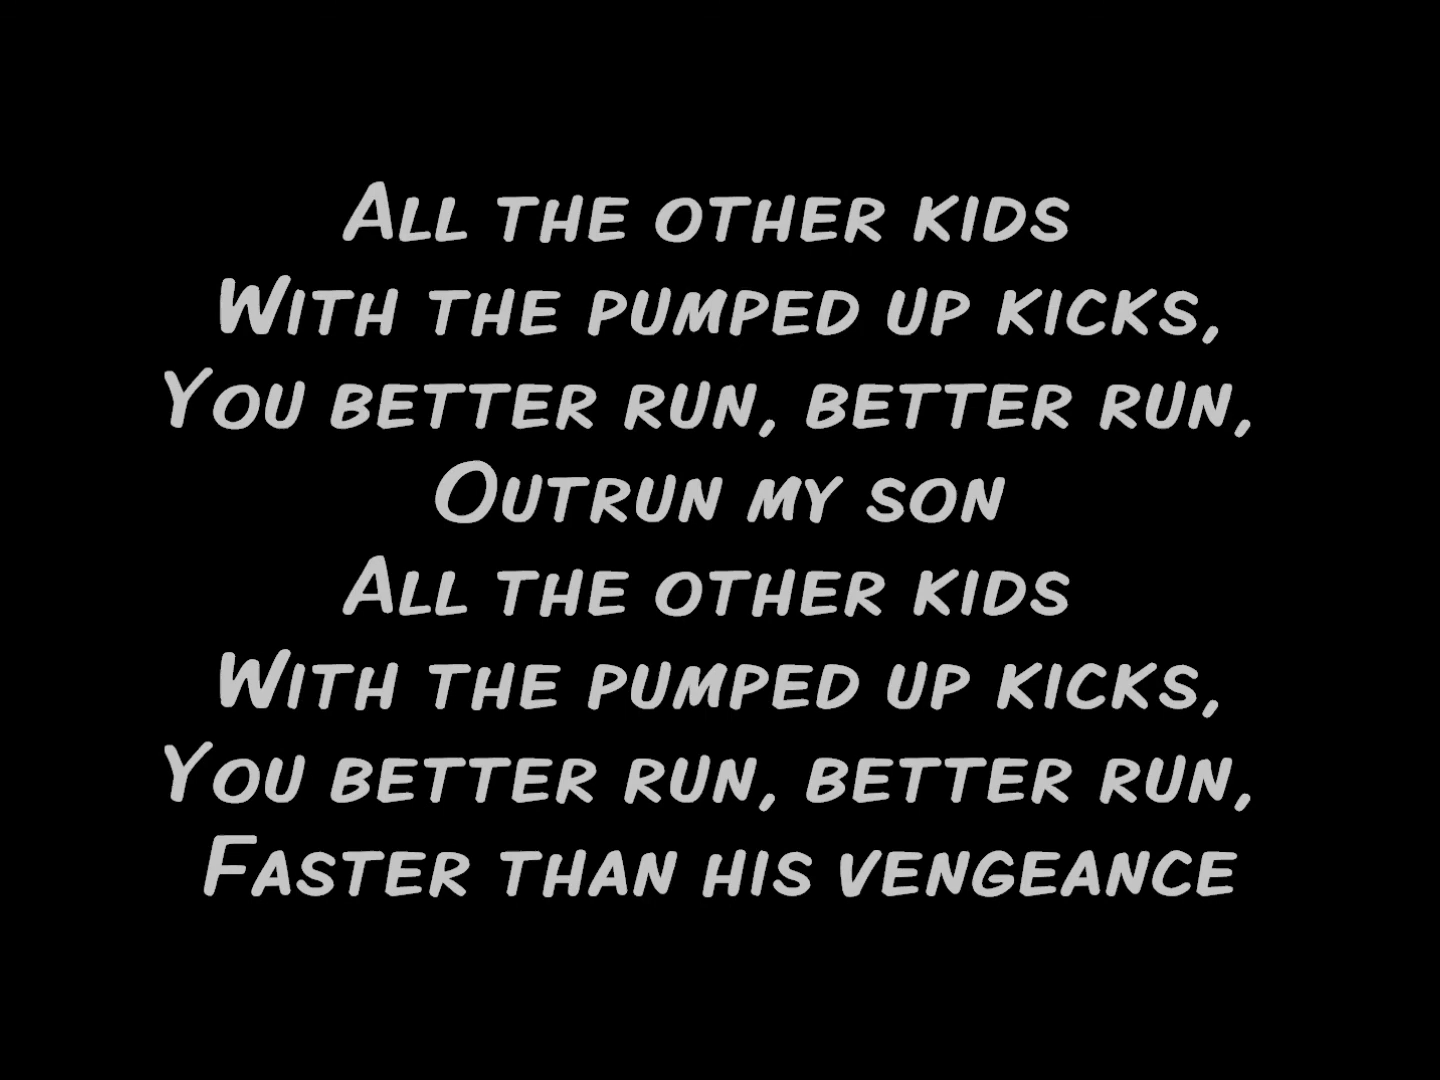 All the other kids
With the pumped up kicks,
You better run, better run,
Outrun my son
All the other kids
With the pumped up kicks,
You better run, better run,
Faster than his vengeance